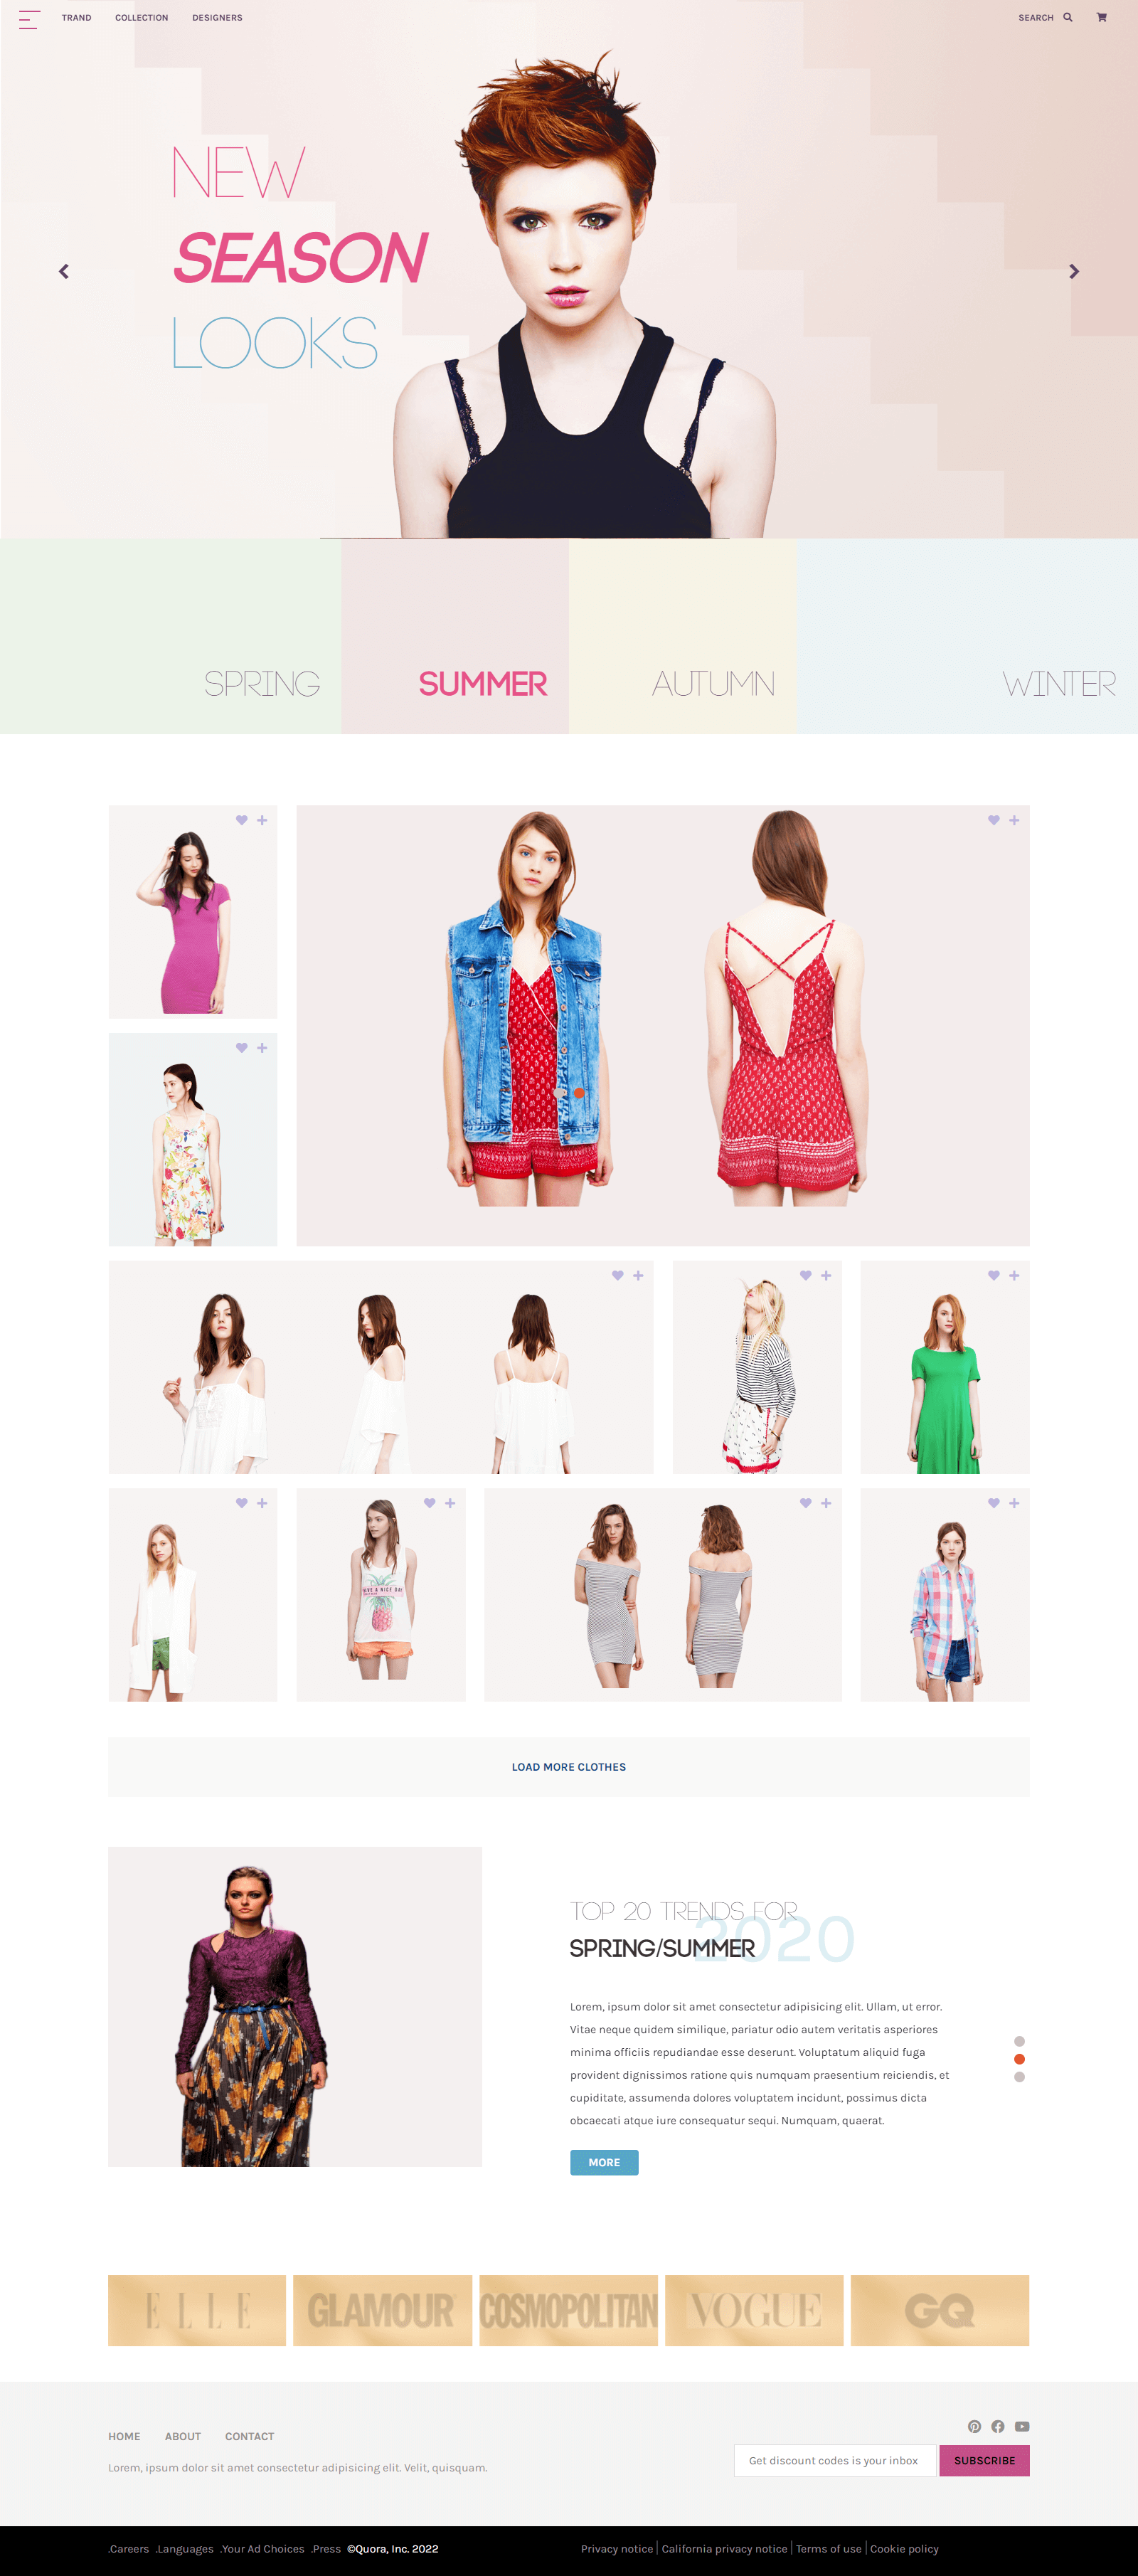 TRAND COLLECTION DESIGNERS SEARCH
NEW
SEASON
LOOKS
SPRING SUMMER AUTUMN WINTER
LOAD MORE CLOTHES
TOP 20 TRENDS FOR
2020
SPRING/SUMMER
Lorem, ipsum dolor sit amet consectetur adipisicing elit. Ullam, ut error.
Vitae neque quidem similique, pariatur odio autem veritatis asperiores
minima officiis repudiandae esse deserunt. Voluptatum aliquid fuga
provident dignissimos ratione quis numquam praesentium reiciendis, et
cupiditate, assumenda dolores voluptatem incidunt, possimus dicta
obcaecati atque iure consequatur sequi. Numquam, quaerat.
MORE
ELLE GLAMOUR COSMOPOLITAN VOGUE GQ
HOME ABOUT CONTACT
Lorem, ipsum dolor sit amet consectetur adipisicing elit. Velit, quisquam.
Get discount codes is your inbox SUBSCRIBE
.Careers .Languages .Your Ad Choices .Press ©Quora, Inc. 2022
Privacy notice | California privacy notice | Terms of use | Cookie policy